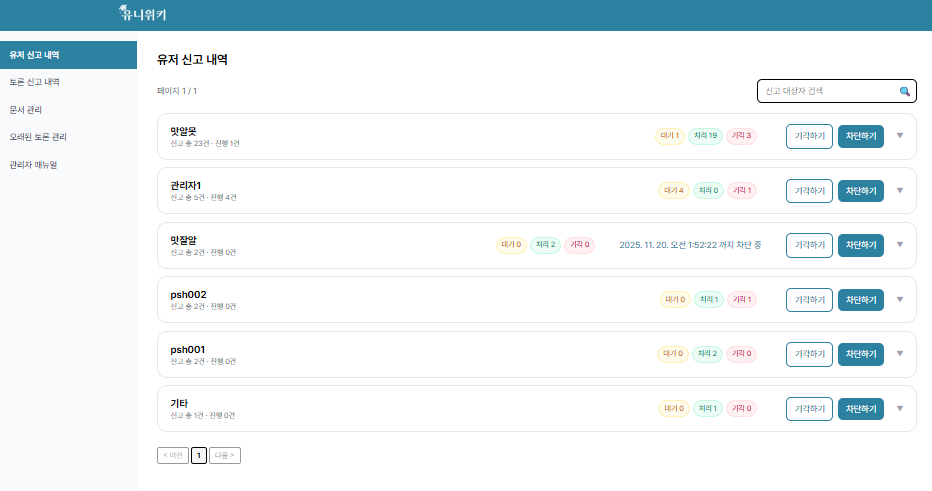 유니위키
유저 신고 내역
토론 신고 내역
문서 관리
오래된 토론 관리
관리자 매뉴얼
유저 신고 내역
페이지 1 / 1
신고 대상자 검색
맛알못
신고 총 23건 · 진행 1건
대기 1 처리 19 기각 3
기각하기 차단하기 ▼
관리자1
신고 총 5건 · 진행 4건
대기 4 처리 0 기각 1
기각하기 차단하기 ▼
맛잘알
신고 총 2건 · 진행 0건
대기 0 처리 2 기각 0
2025. 11. 20. 오전 1:52:22 까지 차단 중
기각하기 차단하기 ▼
psh002
신고 총 2건 · 진행 0건
대기 0 처리 1 기각 1
기각하기 차단하기 ▼
psh001
신고 총 2건 · 진행 0건
대기 0 처리 2 기각 0
기각하기 차단하기 ▼
기타
신고 총 1건 · 진행 0건
대기 0 처리 1 기각 0
기각하기 차단하기 ▼
< 이전 1 다음 >